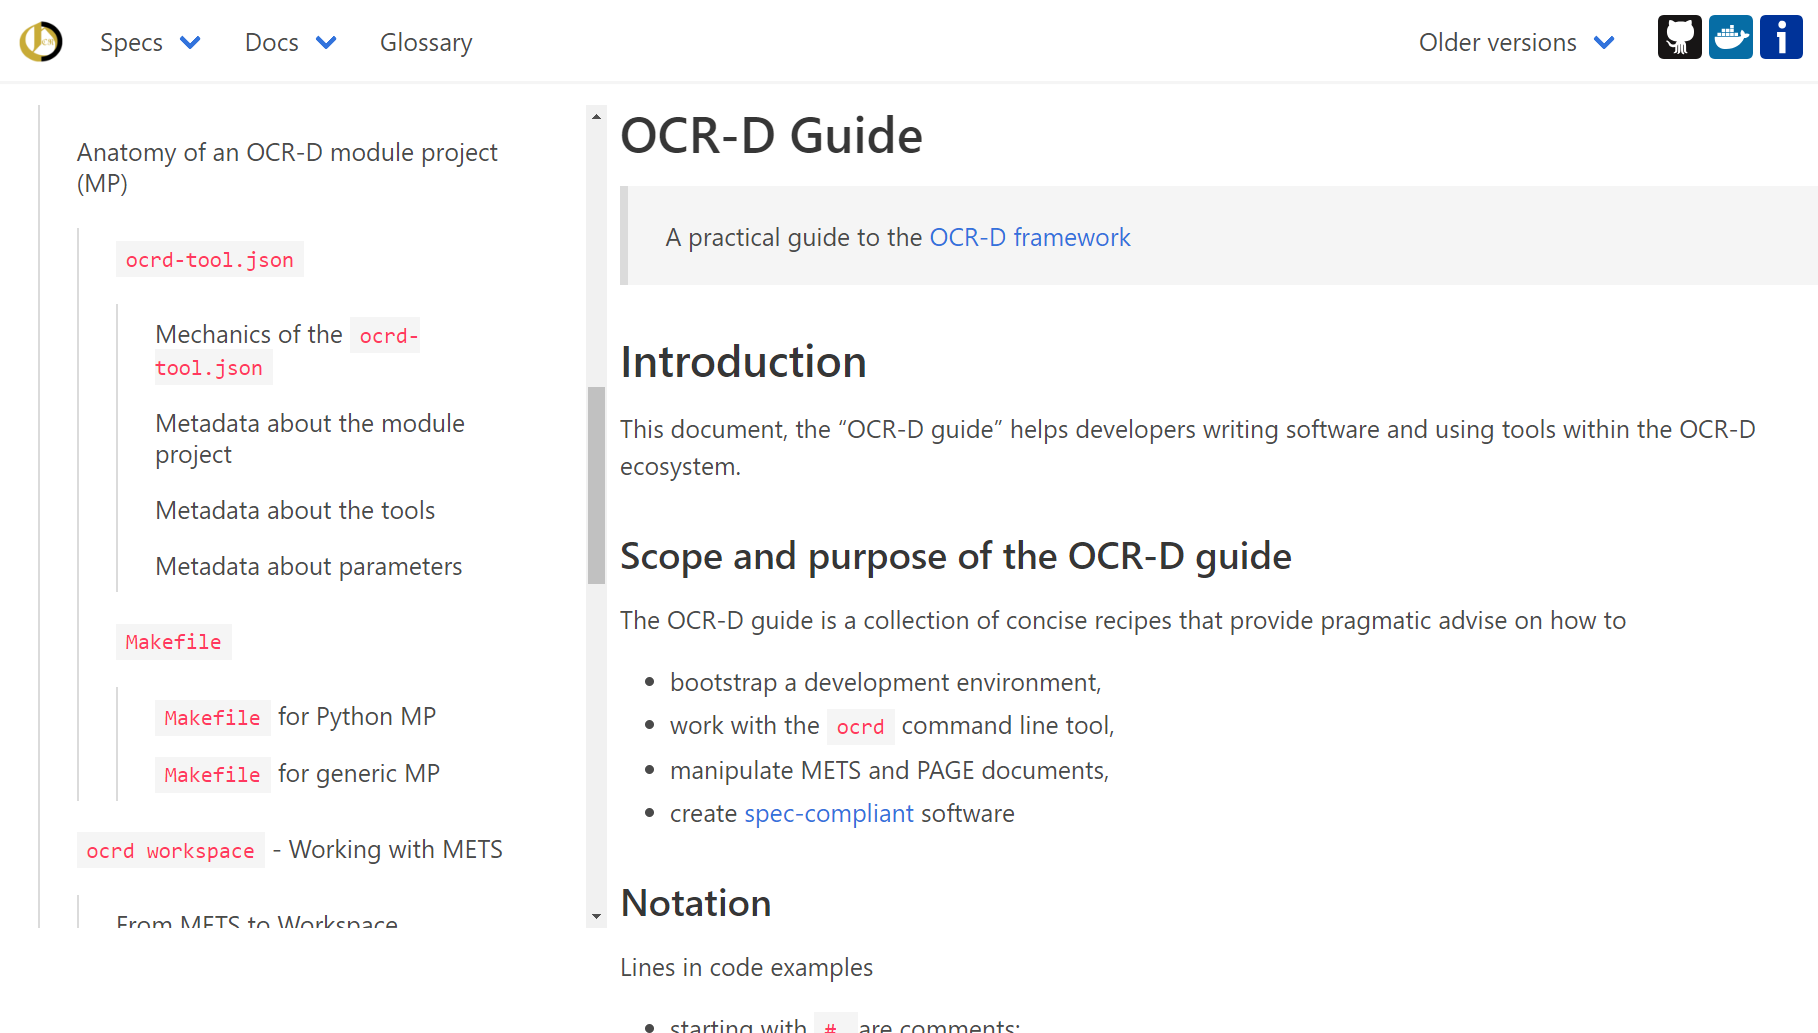 Specs
Docs
Glossary
Older versions
Anatomy of an OCR-D module project
(MP)
ocrd-tool.json
Mechanics of the ocrd-
tool.json
Metadata about the module
project
Metadata about the tools
Metadata about parameters
Makefile
Makefile for Python MP
Makefile for generic MP
ocrd workspace - Working with METS
From METS to Workspace
OCR-D Guide
A practical guide to the OCR-D framework
Introduction
This document, the “OCR-D guide” helps developers writing software and using tools within the OCR-D
ecosystem.
Scope and purpose of the OCR-D guide
The OCR-D guide is a collection of concise recipes that provide pragmatic advise on how to
• bootstrap a development environment,
• work with the ocrd command line tool,
• manipulate METS and PAGE documents,
• create spec-compliant software
Notation
Lines in code examples
• starting with # are comments;